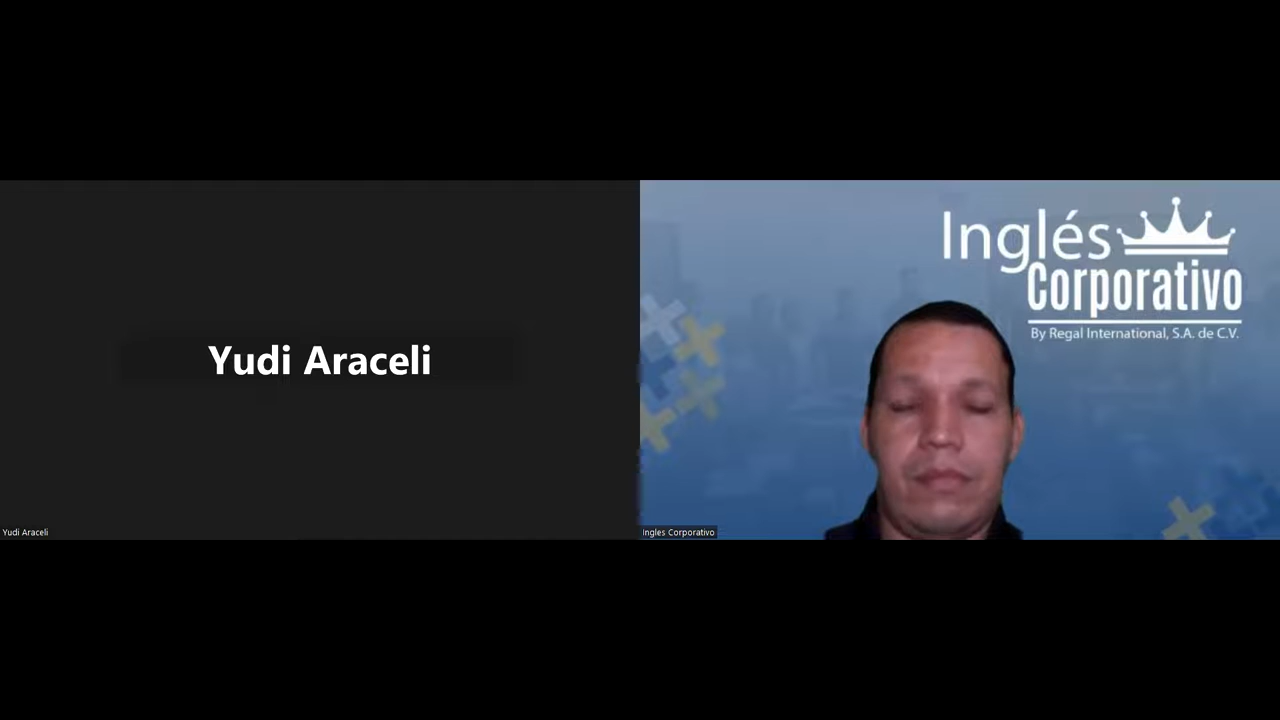 Yudi Araceli
Yudi Araceli
Inglés
Corporativo
By Regal International, S.A. de C.V.
Ingles Corporativo